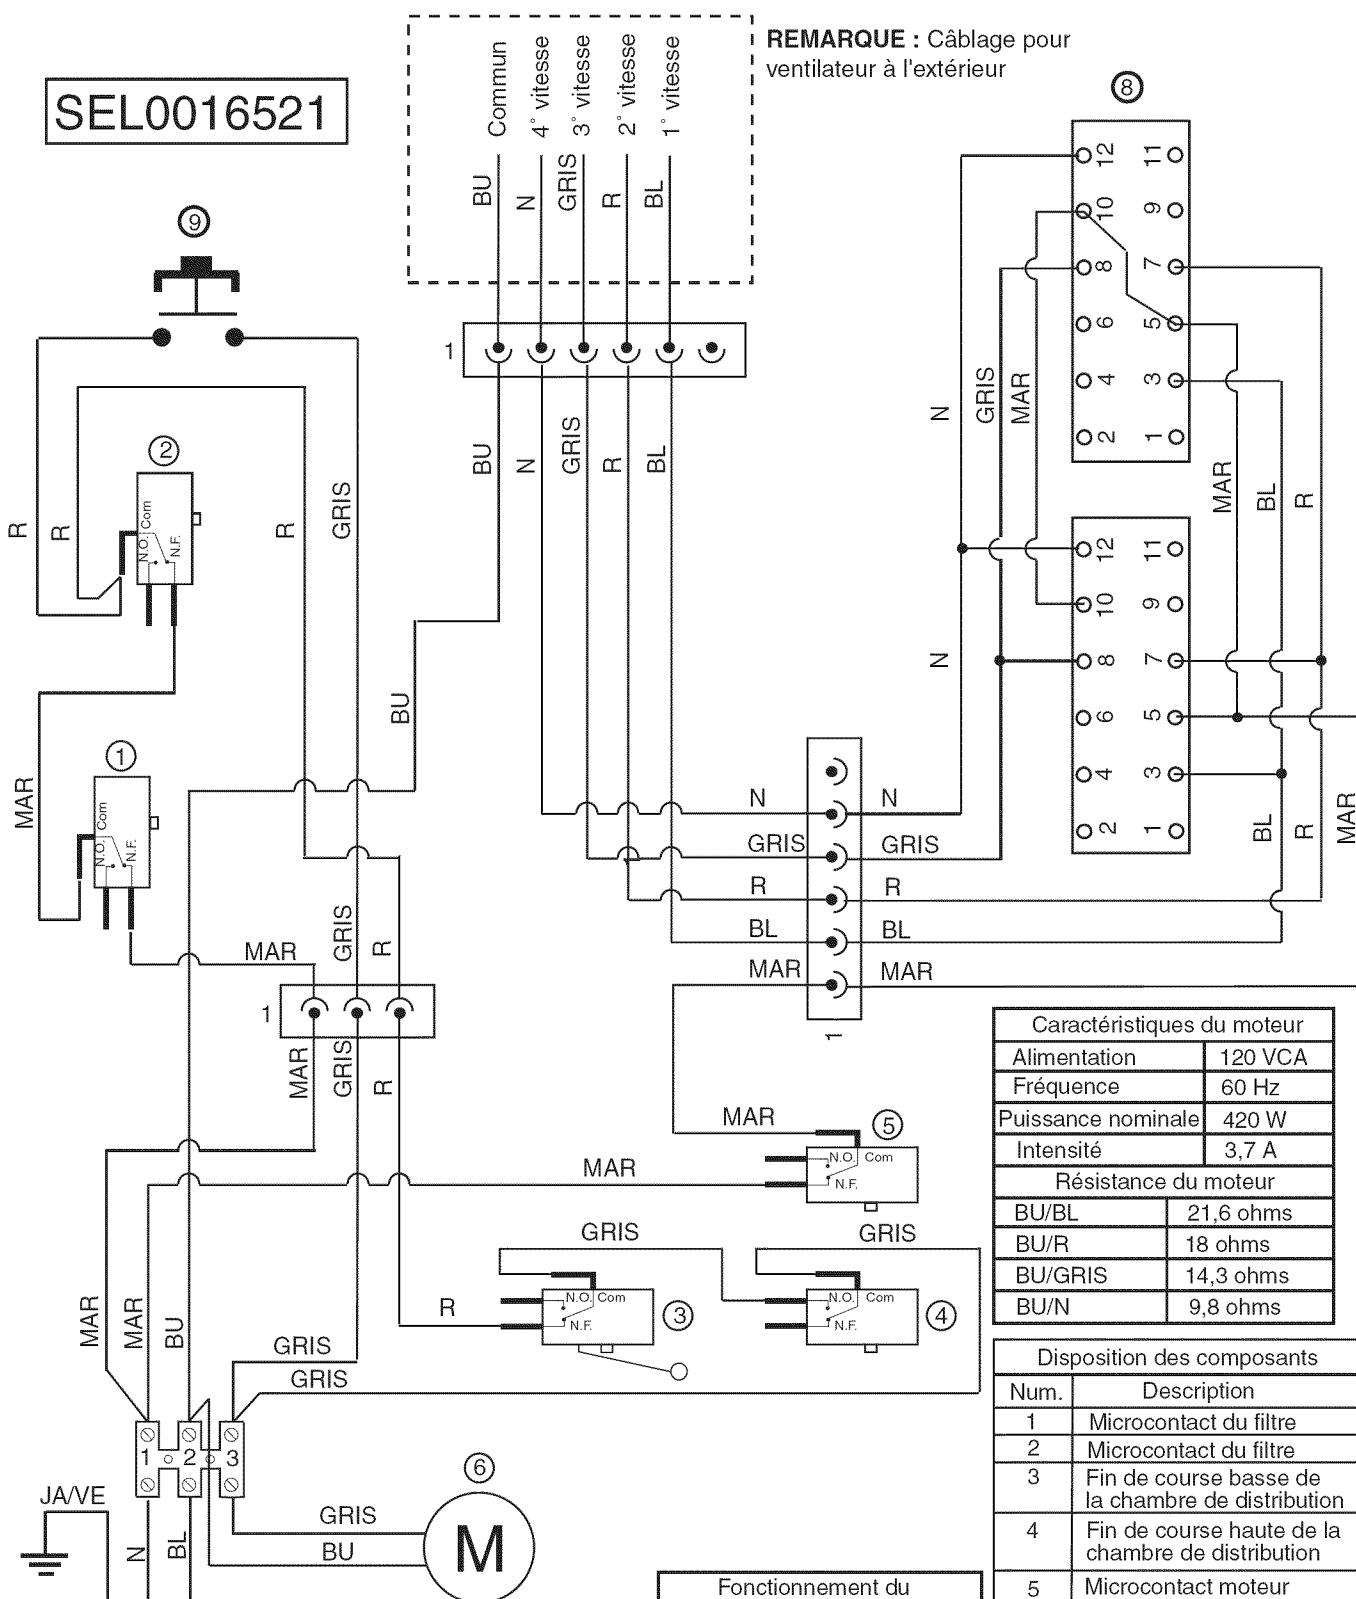 REMARQUE : Câblage pour
ventilateur à l'extérieur
SEL0016521
Commun
4° vitesse
3° vitesse
2° vitesse
1° vitesse
BU
N
GRIS
R
BL
8
12
11
10
9
8
7
6
5
4
3
2
1
9
1
BU
N
GRIS
R
BL
N
GRIS
MAR
MAR
BL
R
2
Com
N.O.
N.F.
R
R
R
GRIS
12
11
10
9
8
7
6
5
4
3
2
1
N
BU
1
Com
N.O.
N.F.
MAR
N
N
GRIS
GRIS
R
R
BL
BL
MAR
MAR
BL
R
MAR
MAR
GRIS
R
1
1
MAR
GRIS
R
Caractéristiques du moteur
Alimentation 120 VCA
Fréquence 60 Hz
Puissance nominale 420 W
Intensité 3,7 A
Résistance du moteur
BU/BL 21,6 ohms
BU/R 18 ohms
BU/GRIS 14,3 ohms
BU/N 9,8 ohms
MAR
5
N.O. Com
N.F.
MAR
GRIS
GRIS
N.O. Com
N.F.
3
N.O. Com
N.F.
4
R
MAR
MAR
BU
GRIS
GRIS
1 2 3
JA/VE
N
BL
GRIS
BU
6
M
Disposition des composants
Num. Description
1 Microcontact du filtre
2 Microcontact du filtre
3 Fin de course basse de
la chambre de distribution
4 Fin de course haute de la
chambre de distribution
5 Microcontact moteur
Fonctionnement du